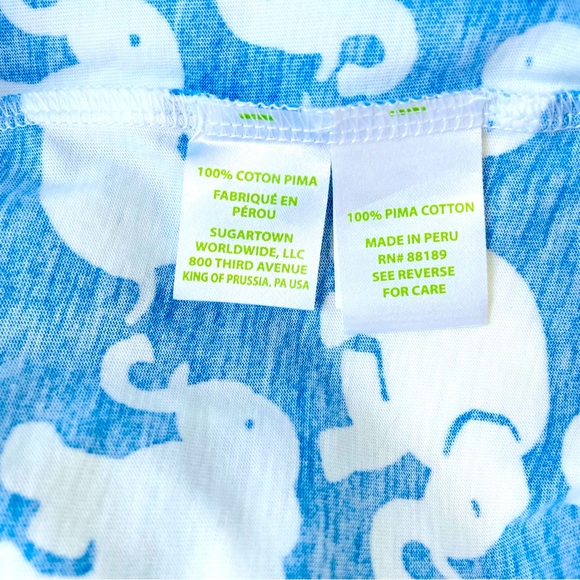 100% COTON PIMA
FABRIQUÉ EN
PÉROU
SUGARTOWN
WORLDWIDE, LLC
800 THIRD AVENUE
KING OF PRUSSIA, PA USA
100% PIMA COTTON
MADE IN PERU
RN# 88189
SEE REVERSE
FOR CARE